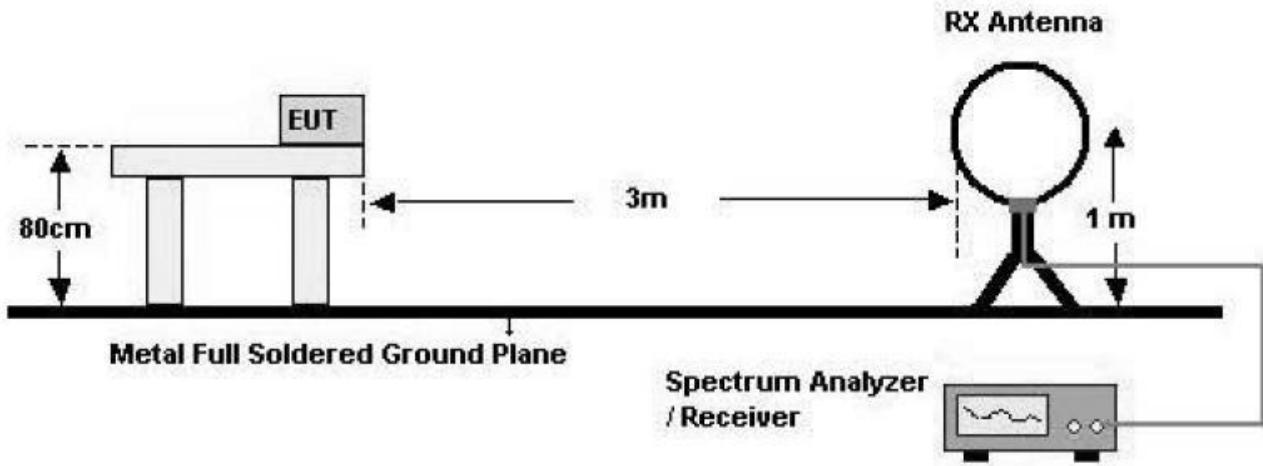 RX Antenna
EUT
80cm
3m
1 m
Metal Full Soldered Ground Plane
Spectrum Analyzer
/ Receiver